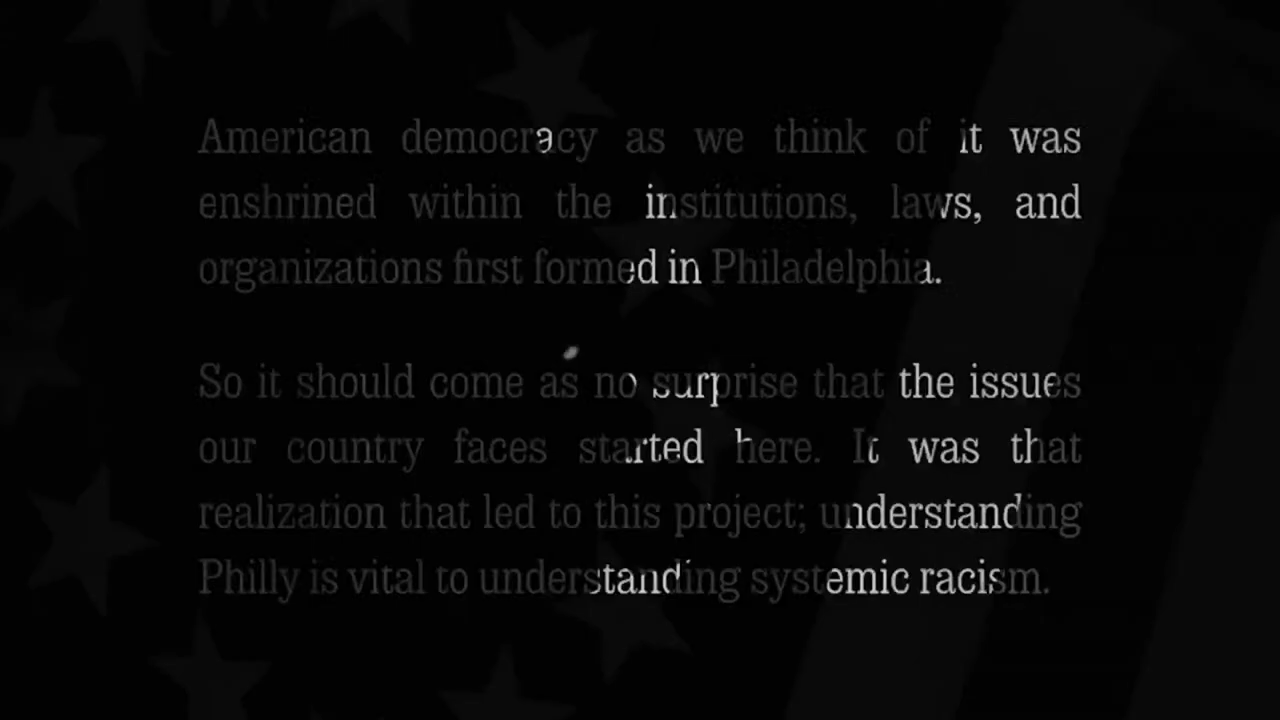 American democracy as we think of it was
enshrined within the institutions, laws, and
organizations first formed in Philadelphia.
So it should come as no surprise that the issues
our country faces started here. It was that
realization that led to this project; understanding
Philly is vital to understanding systemic racism.